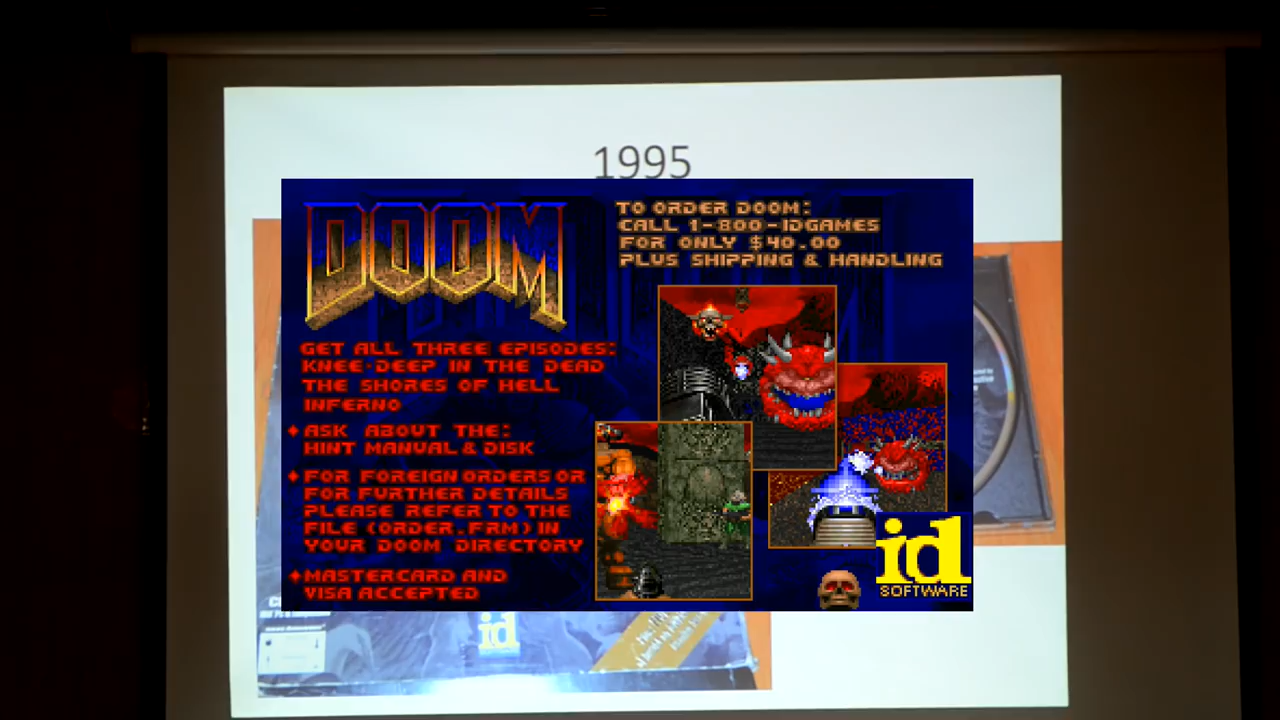 1995
DOOM
TO ORDER DOOM:
CALL 1-800-IDGAMES
FOR ONLY $40.00
PLUS SHIPPING & HANDLING
GET ALL THREE EPISODES:
KNEE-DEEP IN THE DEAD
THE SHORES OF HELL
INFERNO
ASK ABOUT THE:
HINT MANUAL & DISK
FOR FOREIGN ORDERS OR
FOR FURTHER DETAILS
PLEASE REFER TO THE
FILE (ORDER.FRM) IN
YOUR DOOM DIRECTORY
MASTERCARD AND
VISA ACCEPTED
id
SOFTWARE
id